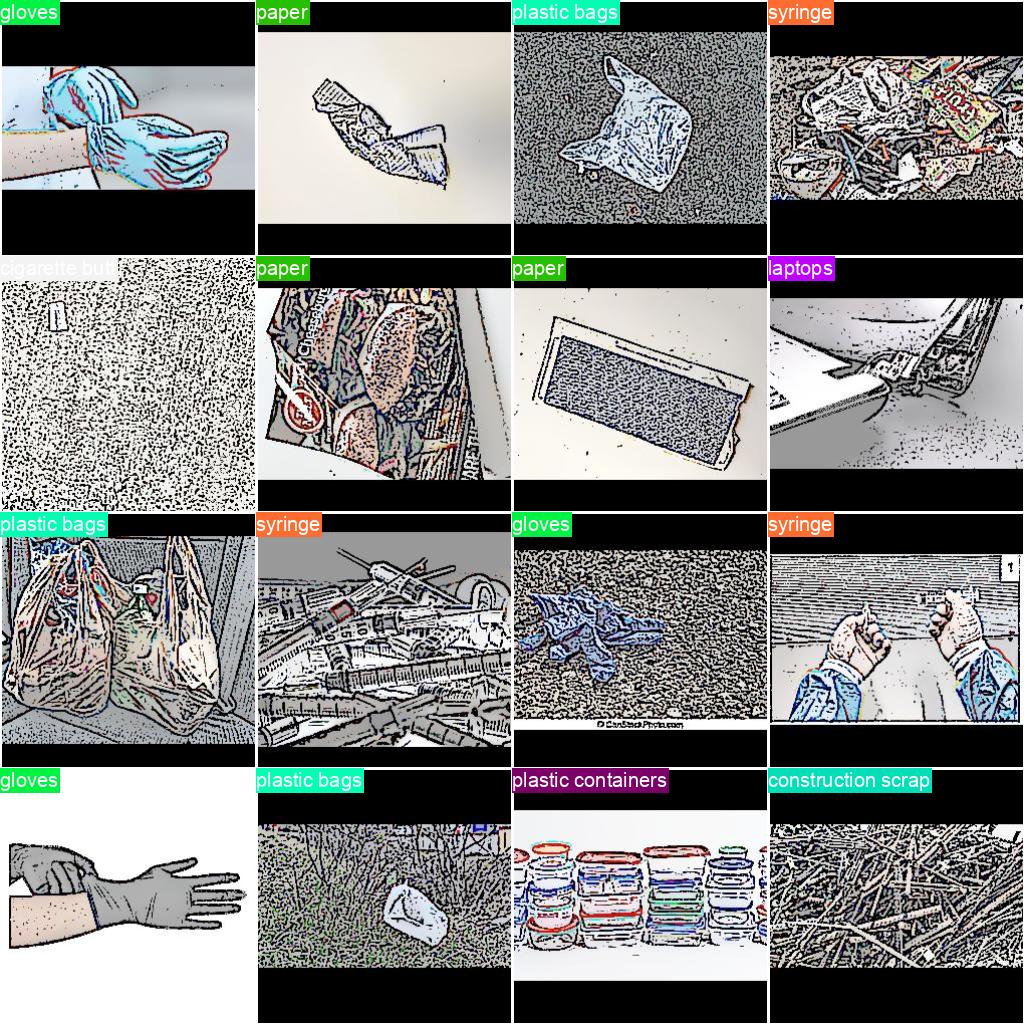 gloves
paper
plastic bags
syringe
cigarette butt
paper
paper
laptops
plastic bags
syringe
gloves
syringe
© CanStockPhoto.com
gloves
plastic bags
plastic containers
construction scrap